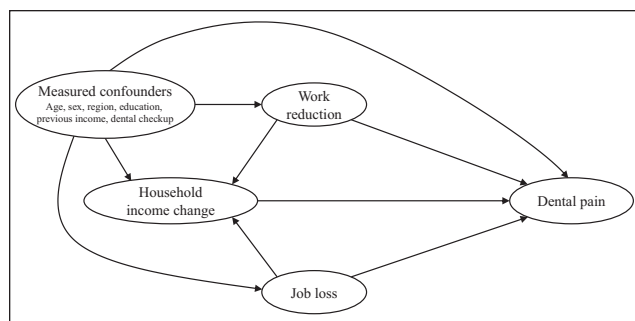 Measured confounders
Age, sex, region, education,
previous income, dental checkup
Work
reduction
Household
income change
Dental pain
Job loss